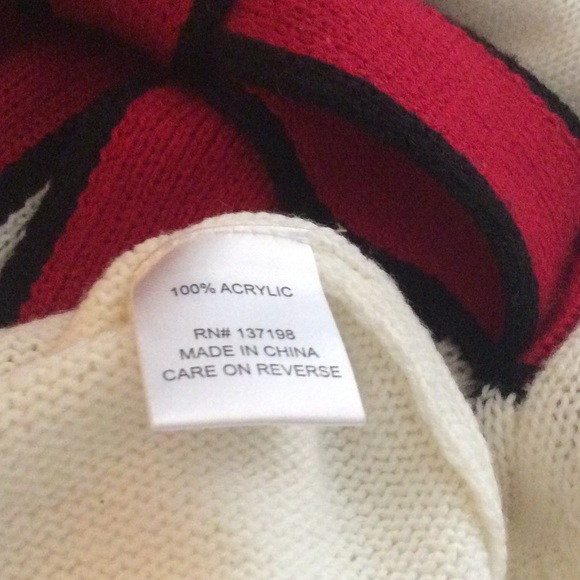 100% ACRYLIC
RN# 137198
MADE IN CHINA
CARE ON REVERSE